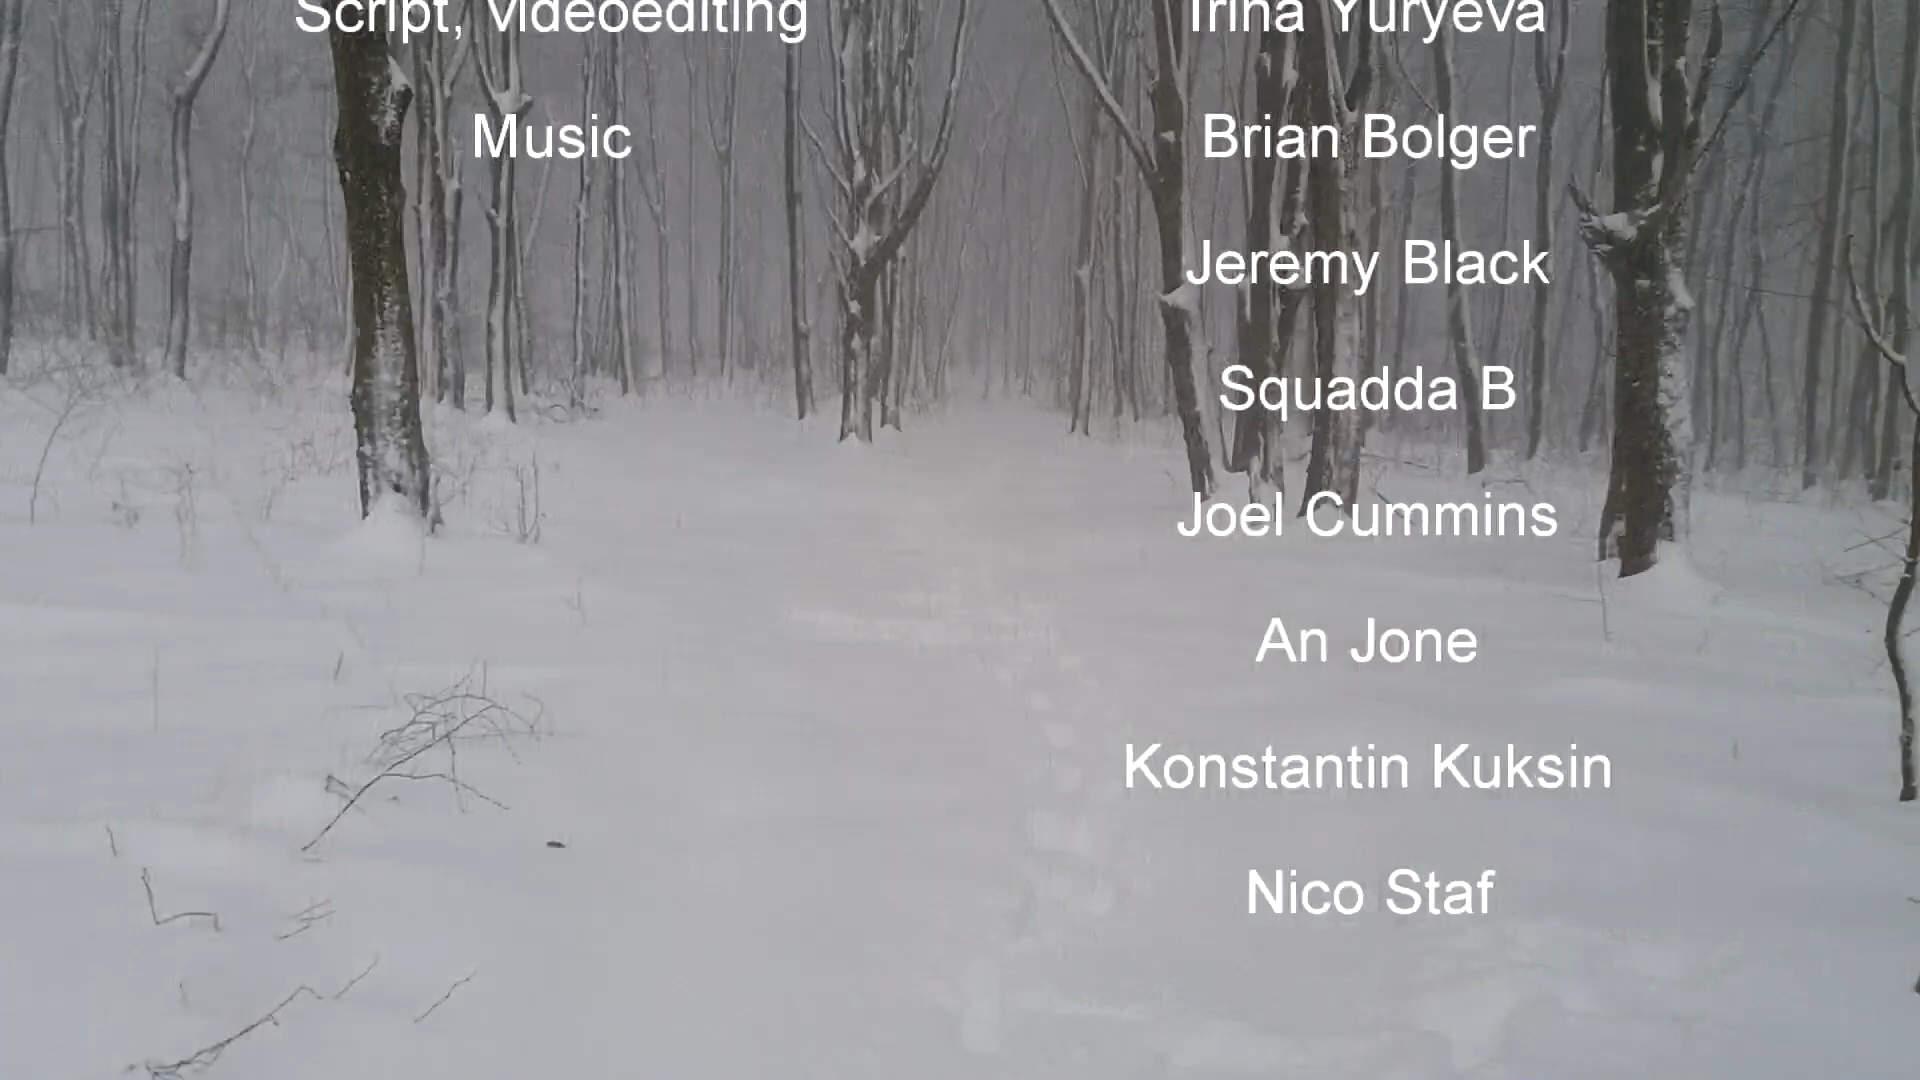 Script, videoediting Irina Yuryeva
Music Brian Bolger
Jeremy Black
Squadda B
Joel Cummins
An Jone
Konstantin Kuksin
Nico Staf